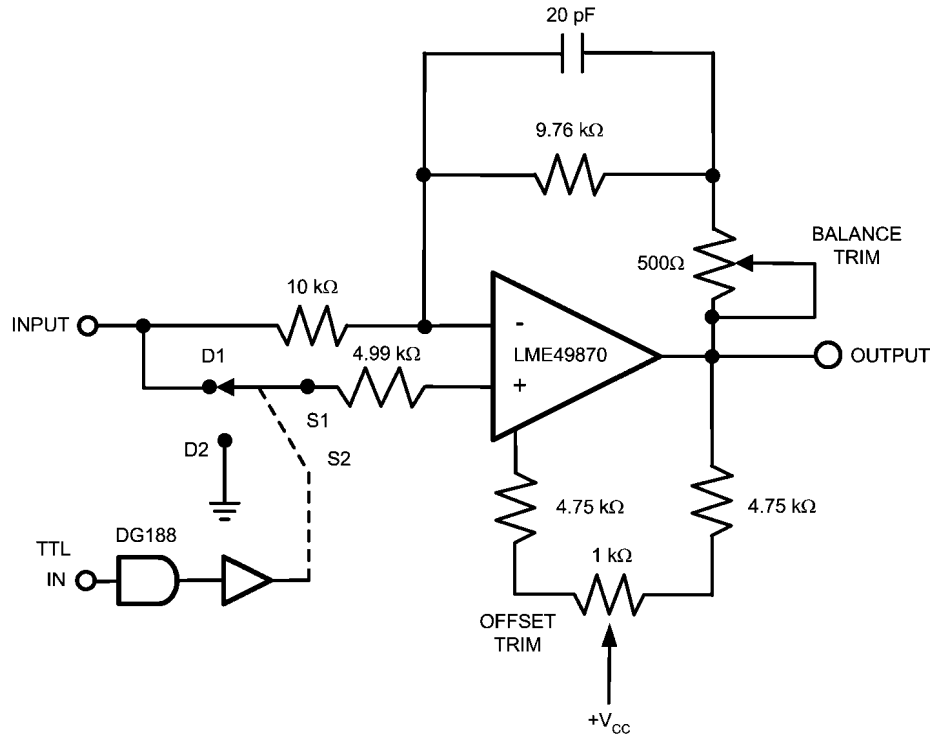 20 pF
9.76 kΩ
BALANCE
TRIM
500Ω
10 kΩ
INPUT
-
LME49870
+
OUTPUT
4.99 kΩ
D1
S1
D2
S2
4.75 kΩ
4.75 kΩ
DG188
TTL
IN
1 kΩ
OFFSET
TRIM
+VCC